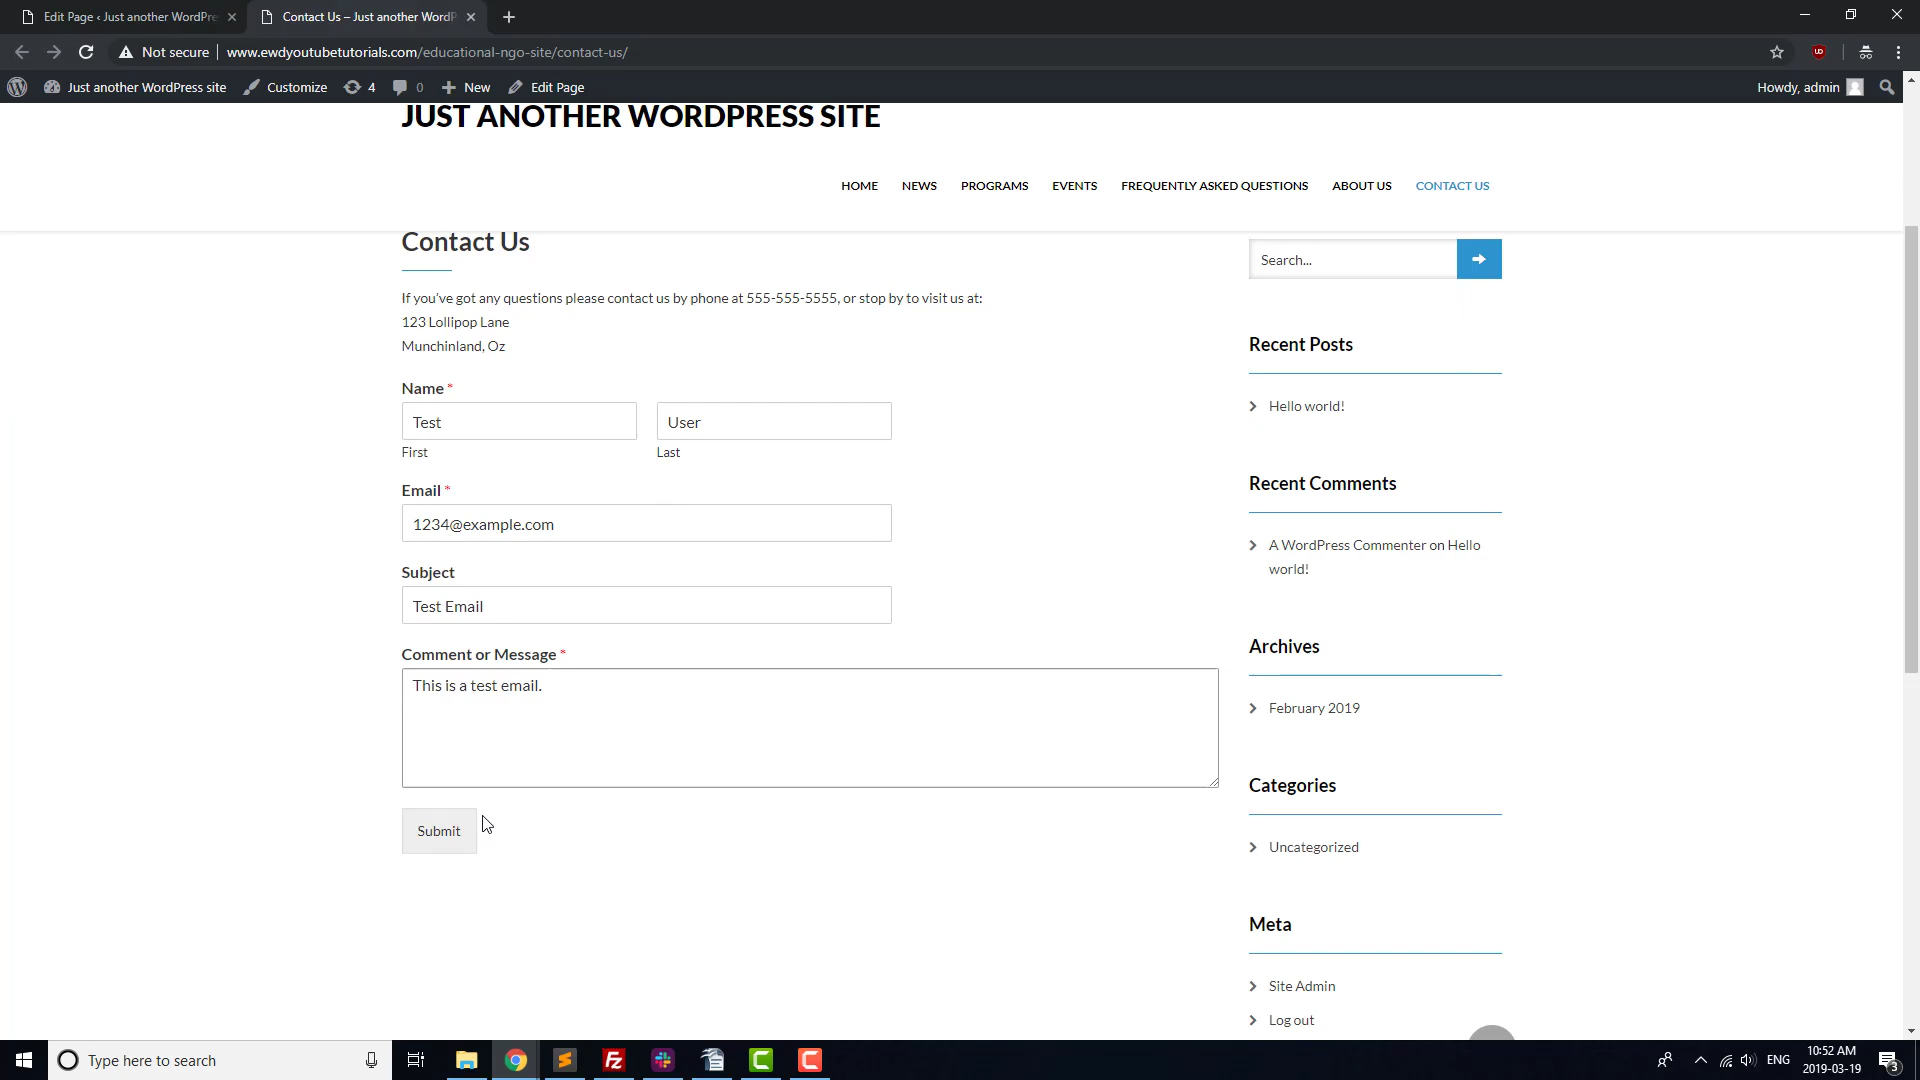 Edit Page ‹ Just another WordPre
Contact Us – Just another WordP
Not secure
www.ewdyoutubetutorials.com/educational-ngo-site/contact-us/
Just another WordPress site
Customize
4
0
New
Edit Page
Howdy, admin
JUST ANOTHER WORDPRESS SITE
HOME
NEWS
PROGRAMS
EVENTS
FREQUENTLY ASKED QUESTIONS
ABOUT US
CONTACT US
Contact Us
If you've got any questions please contact us by phone at 555-555-5555, or stop by to visit us at:
123 Lollipop Lane
Munchinland, Oz
Name *
Test
User
First
Last
Email *
1234@example.com
Subject
Test Email
Comment or Message *
This is a test email.
Submit
Search...
Recent Posts
Hello world!
Recent Comments
A WordPress Commenter on Hello
world!
Archives
February 2019
Categories
Uncategorized
Meta
Site Admin
Log out
Type here to search
ENG
10:52 AM
2019-03-19
3